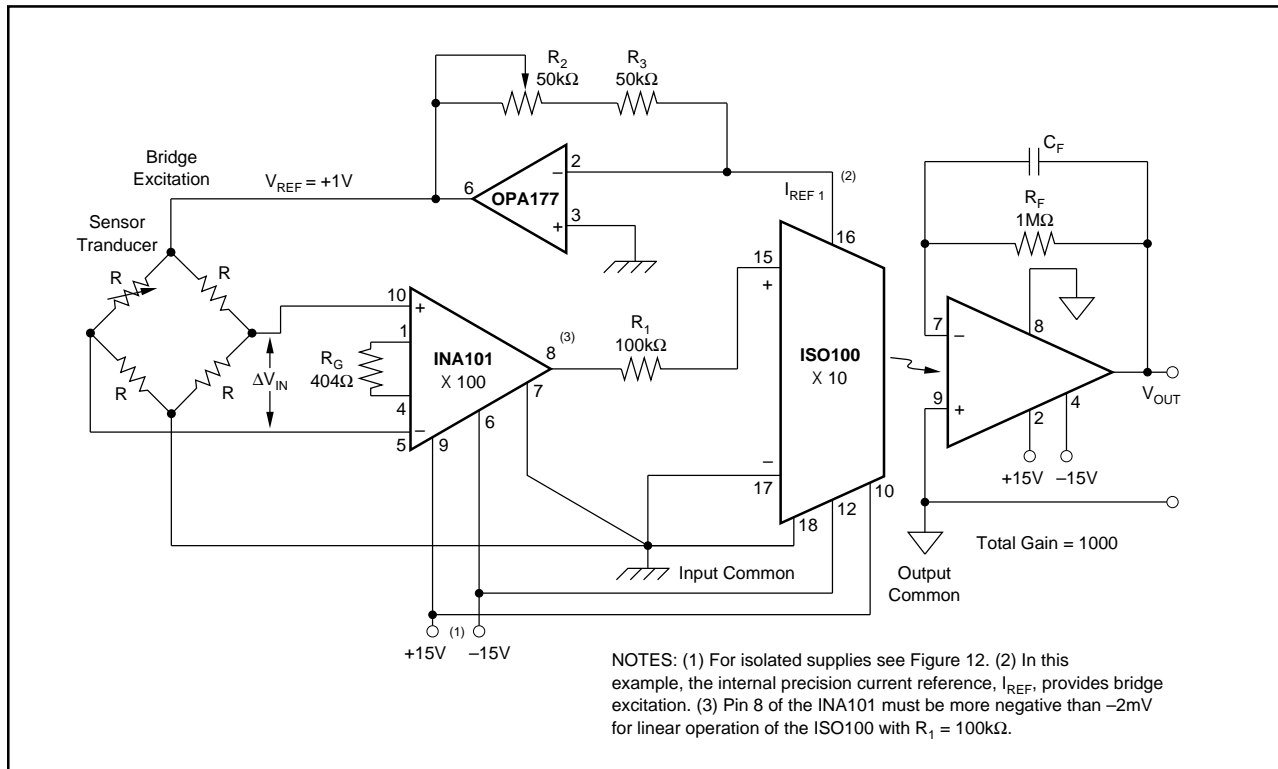 R2
50kΩ
R3
50kΩ
Bridge
Excitation
VREF = +1V
6
OPA177
2
–
3
+
IREF 1
(2)
16
CF
RF
1MΩ
Sensor
Tranducer
R
R
R
R
ΔVIN
10
+
1
RG
404Ω
4
–
5
INA101
X 100
9
6
7
8
(3)
R1
100kΩ
15
+
–
17
ISO100
X 10
18
12
10
7
–
8
9
+
2
4
+15V
–15V
VOUT
Total Gain = 1000
Input Common
Output
Common
+15V
(1)
–15V
NOTES: (1) For isolated supplies see Figure 12. (2) In this
example, the internal precision current reference, IREF, provides bridge
excitation. (3) Pin 8 of the INA101 must be more negative than –2mV
for linear operation of the ISO100 with R1 = 100kΩ.